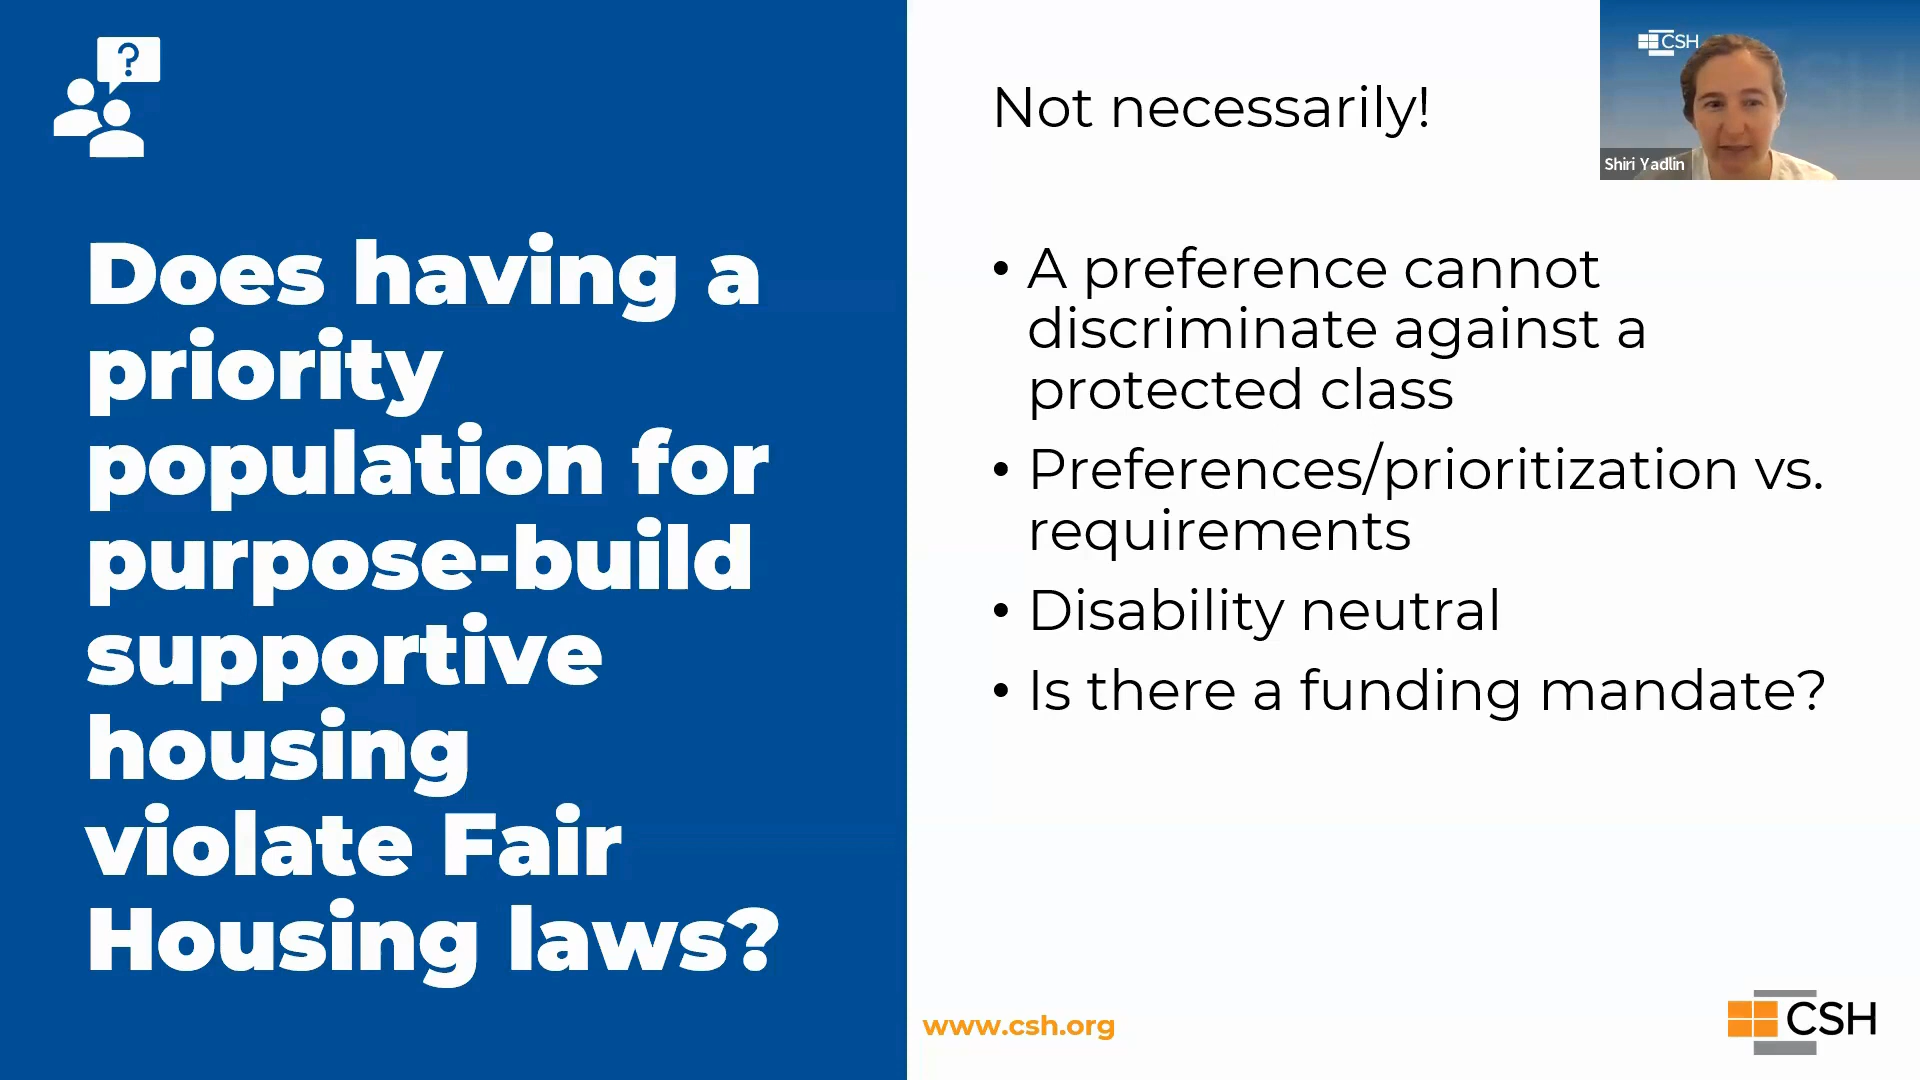 ?
Does having a
priority
population for
purpose-build
supportive
housing
violate Fair
Housing laws?
Not necessarily!
• A preference cannot
discriminate against a
protected class
• Preferences/prioritization vs.
requirements
• Disability neutral
• Is there a funding mandate?
www.csh.org
CSH
CSH
Shiri Yadlin